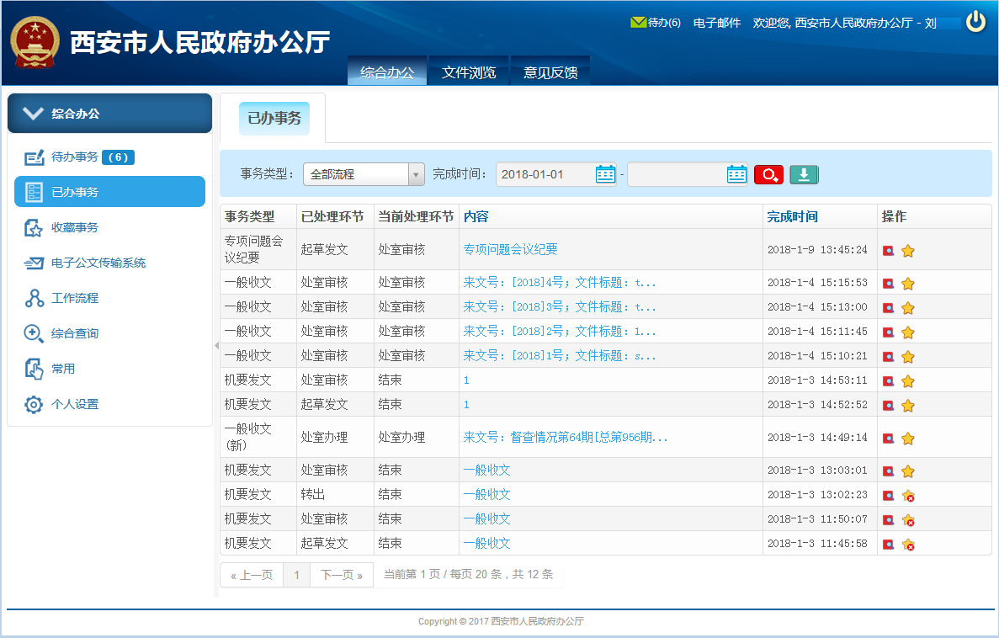 待办(6) 电子邮件 欢迎您, 西安市人民政府办公厅 - 刘
西安市人民政府办公厅
综合办公 文件浏览 意见反馈
综合办公
待办事务 ( 6 )
已办事务
收藏事务
电子公文传输系统
工作流程
综合查询
常用
个人设置
已办事务
事务类型： 全部流程 完成时间： 2018-01-01 -
事务类型 已处理环节 当前处理环节 内容 完成时间 操作
专项问题会议纪要 起草发文 处室审核 专项问题会议纪要 2018-1-9 13:45:24
一般收文 处室审核 处室审核 来文号：[2018]4号；文件标题：t... 2018-1-4 15:15:53
一般收文 处室审核 处室审核 来文号：[2018]3号；文件标题：t... 2018-1-4 15:13:00
一般收文 处室审核 处室审核 来文号：[2018]2号；文件标题：1... 2018-1-4 15:11:45
一般收文 处室审核 处室审核 来文号：[2018]1号；文件标题：s... 2018-1-4 15:10:21
机要发文 处室审核 结束 1 2018-1-3 14:53:11
机要发文 起草发文 结束 1 2018-1-3 14:52:52
一般收文(新) 处室办理 处室办理 来文号：督查情况第64期[总第956期... 2018-1-3 14:49:14
机要发文 处室审核 结束 一般收文 2018-1-3 13:03:01
机要发文 转出 结束 一般收文 2018-1-3 13:02:23
机要发文 处室审核 结束 一般收文 2018-1-3 11:50:07
机要发文 起草发文 结束 一般收文 2018-1-3 11:45:58
« 上一页 1 下一页 » 当前第 1 页 / 每页 20 条 , 共 12 条
Copyright © 2017 西安市人民政府办公厅